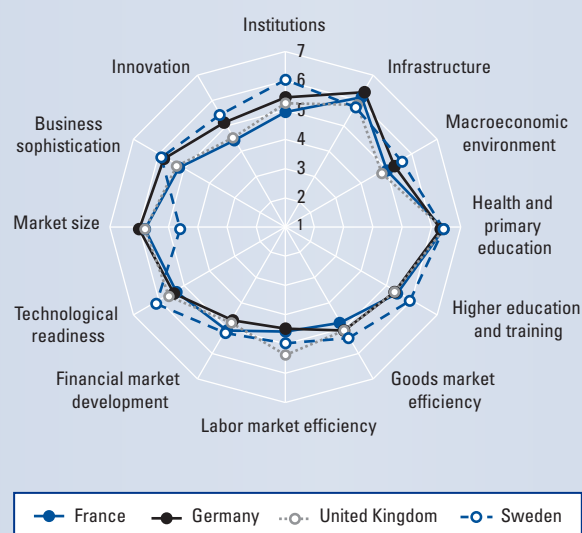 Institutions
Infrastructure
Macroeconomic
environment
Health and
primary
education
Higher education
and training
Goods market
efficiency
Labor market efficiency
Financial market
development
Technological
readiness
Market size
Business
sophistication
Innovation
7
6
5
4
3
2
1
France
Germany
United Kingdom
Sweden